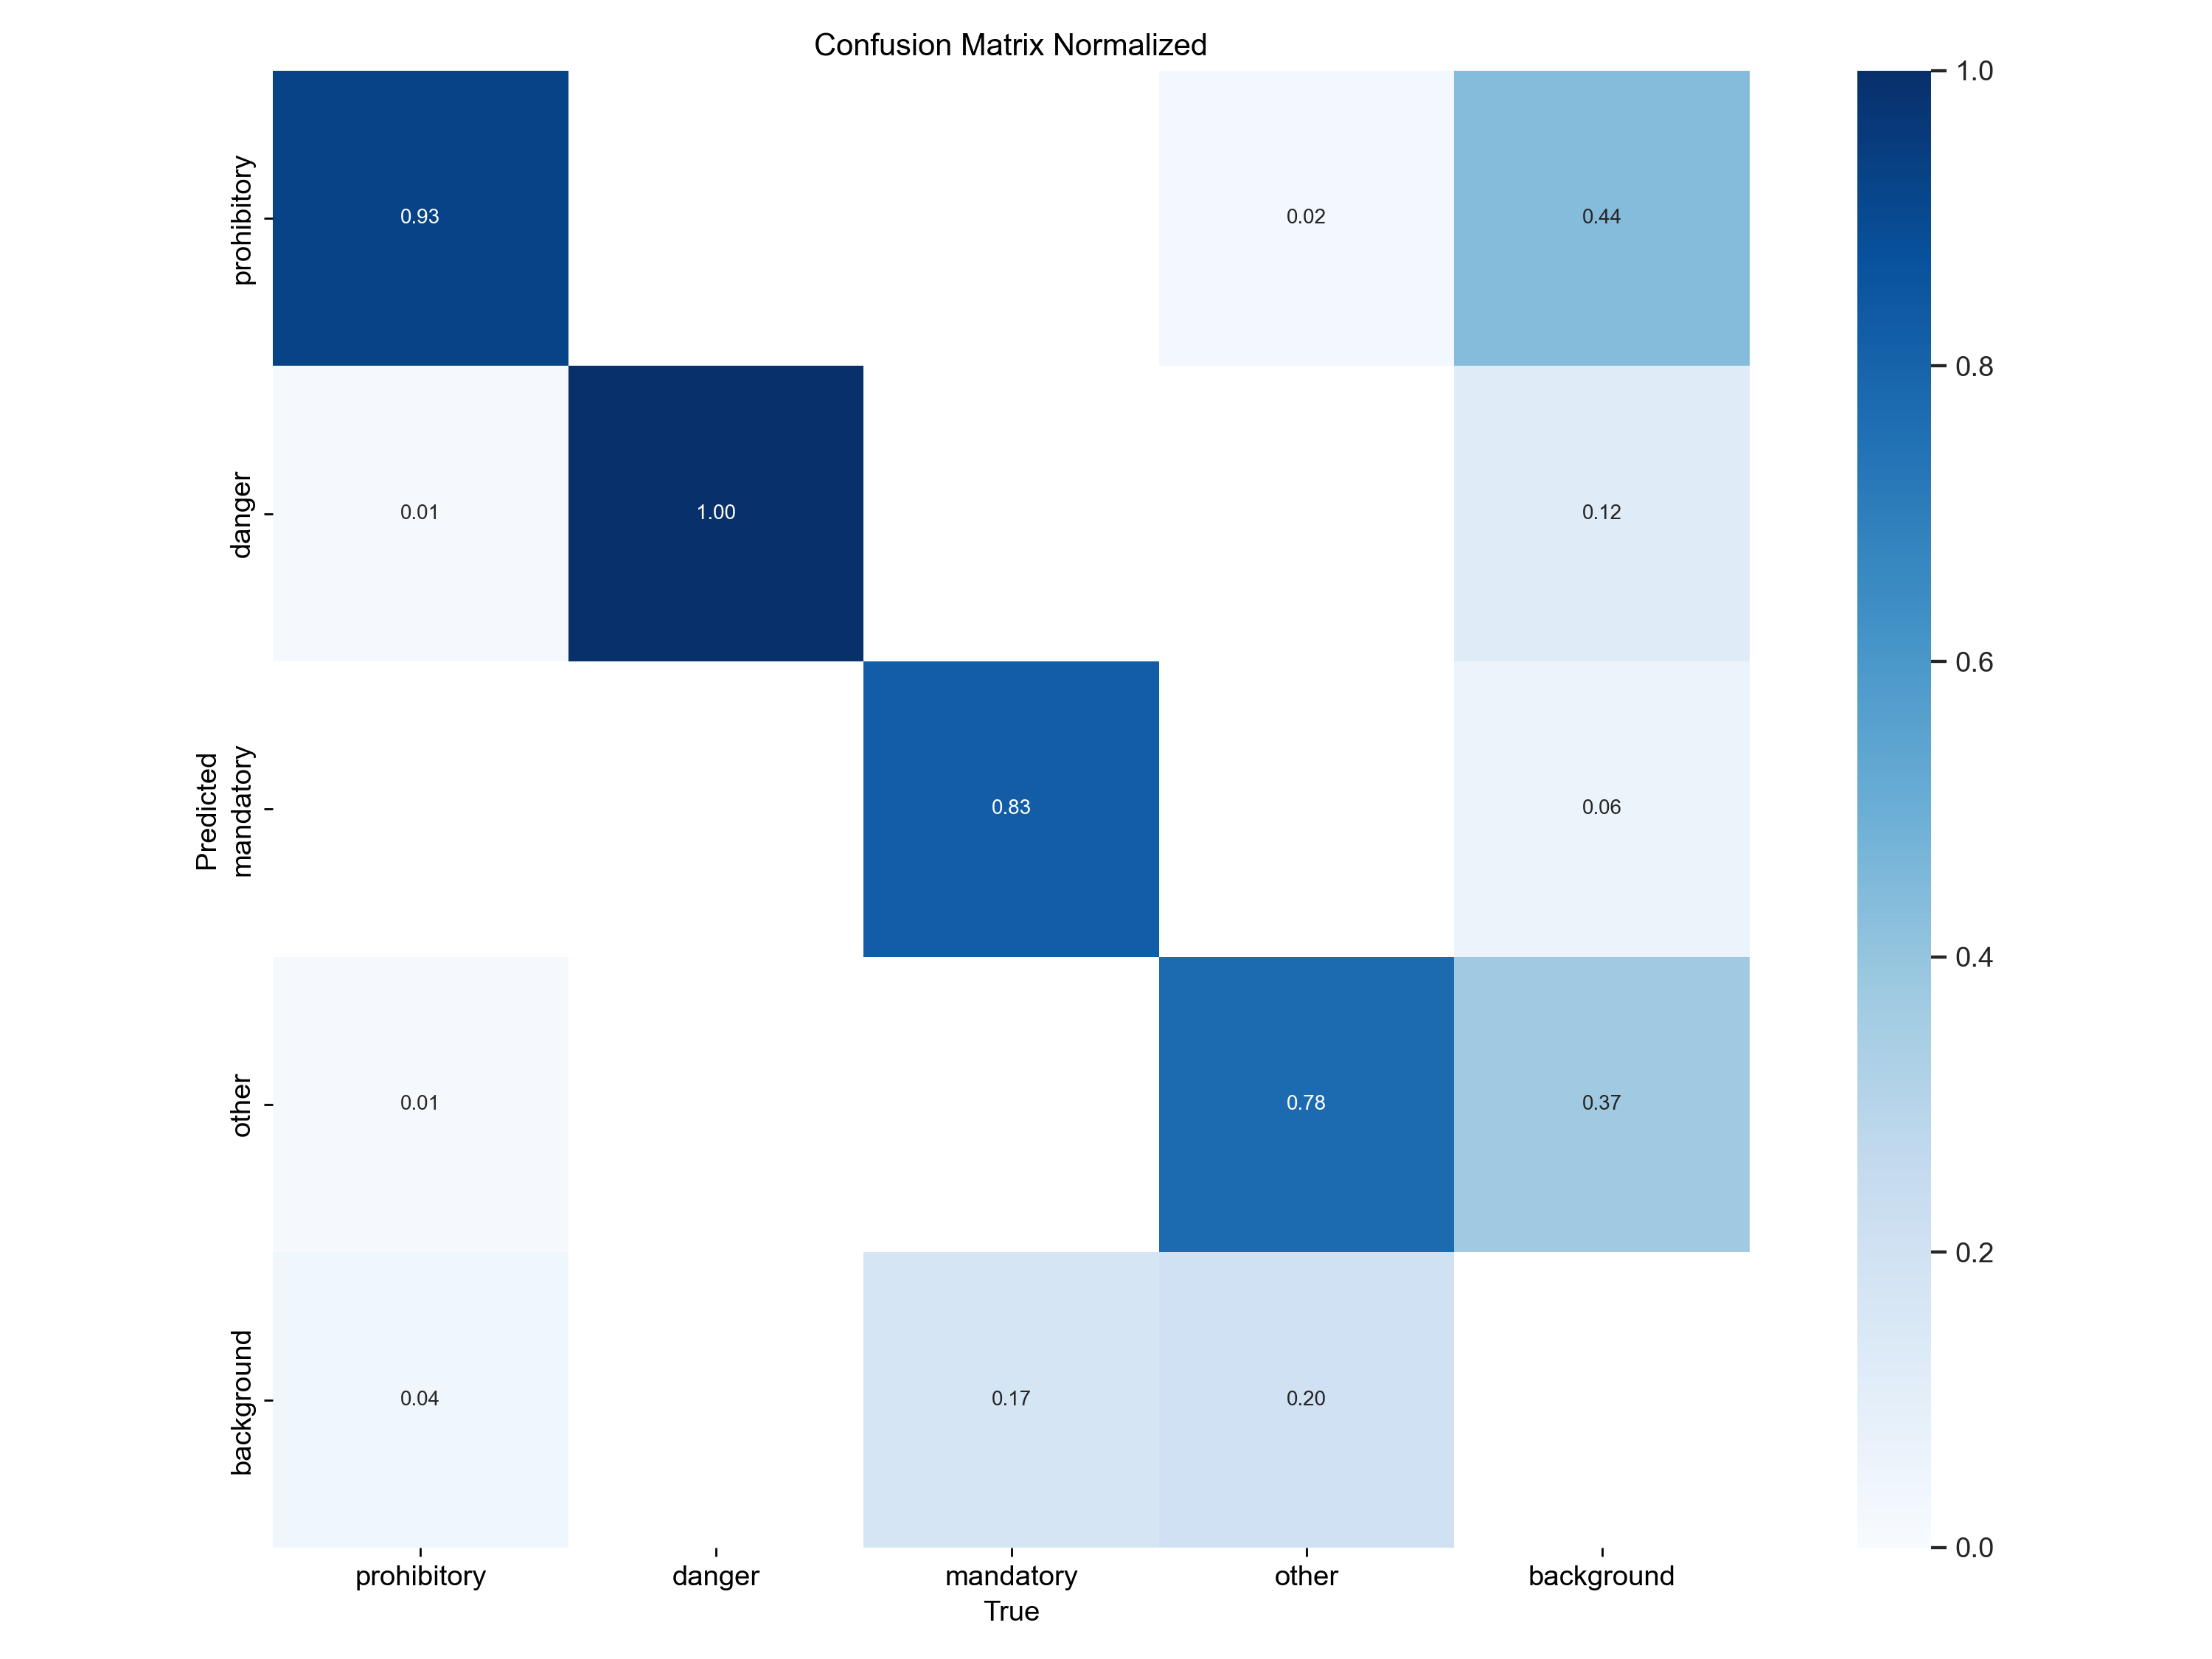 Confusion Matrix Normalized
1.0
prohibitory
0.93
0.02
0.44
0.8
danger
0.01
1.00
0.12
0.6
Predicted
mandatory
0.83
0.06
0.4
other
0.01
0.78
0.37
0.2
background
0.04
0.17
0.20
0.0
prohibitory
danger
mandatory
other
background
True